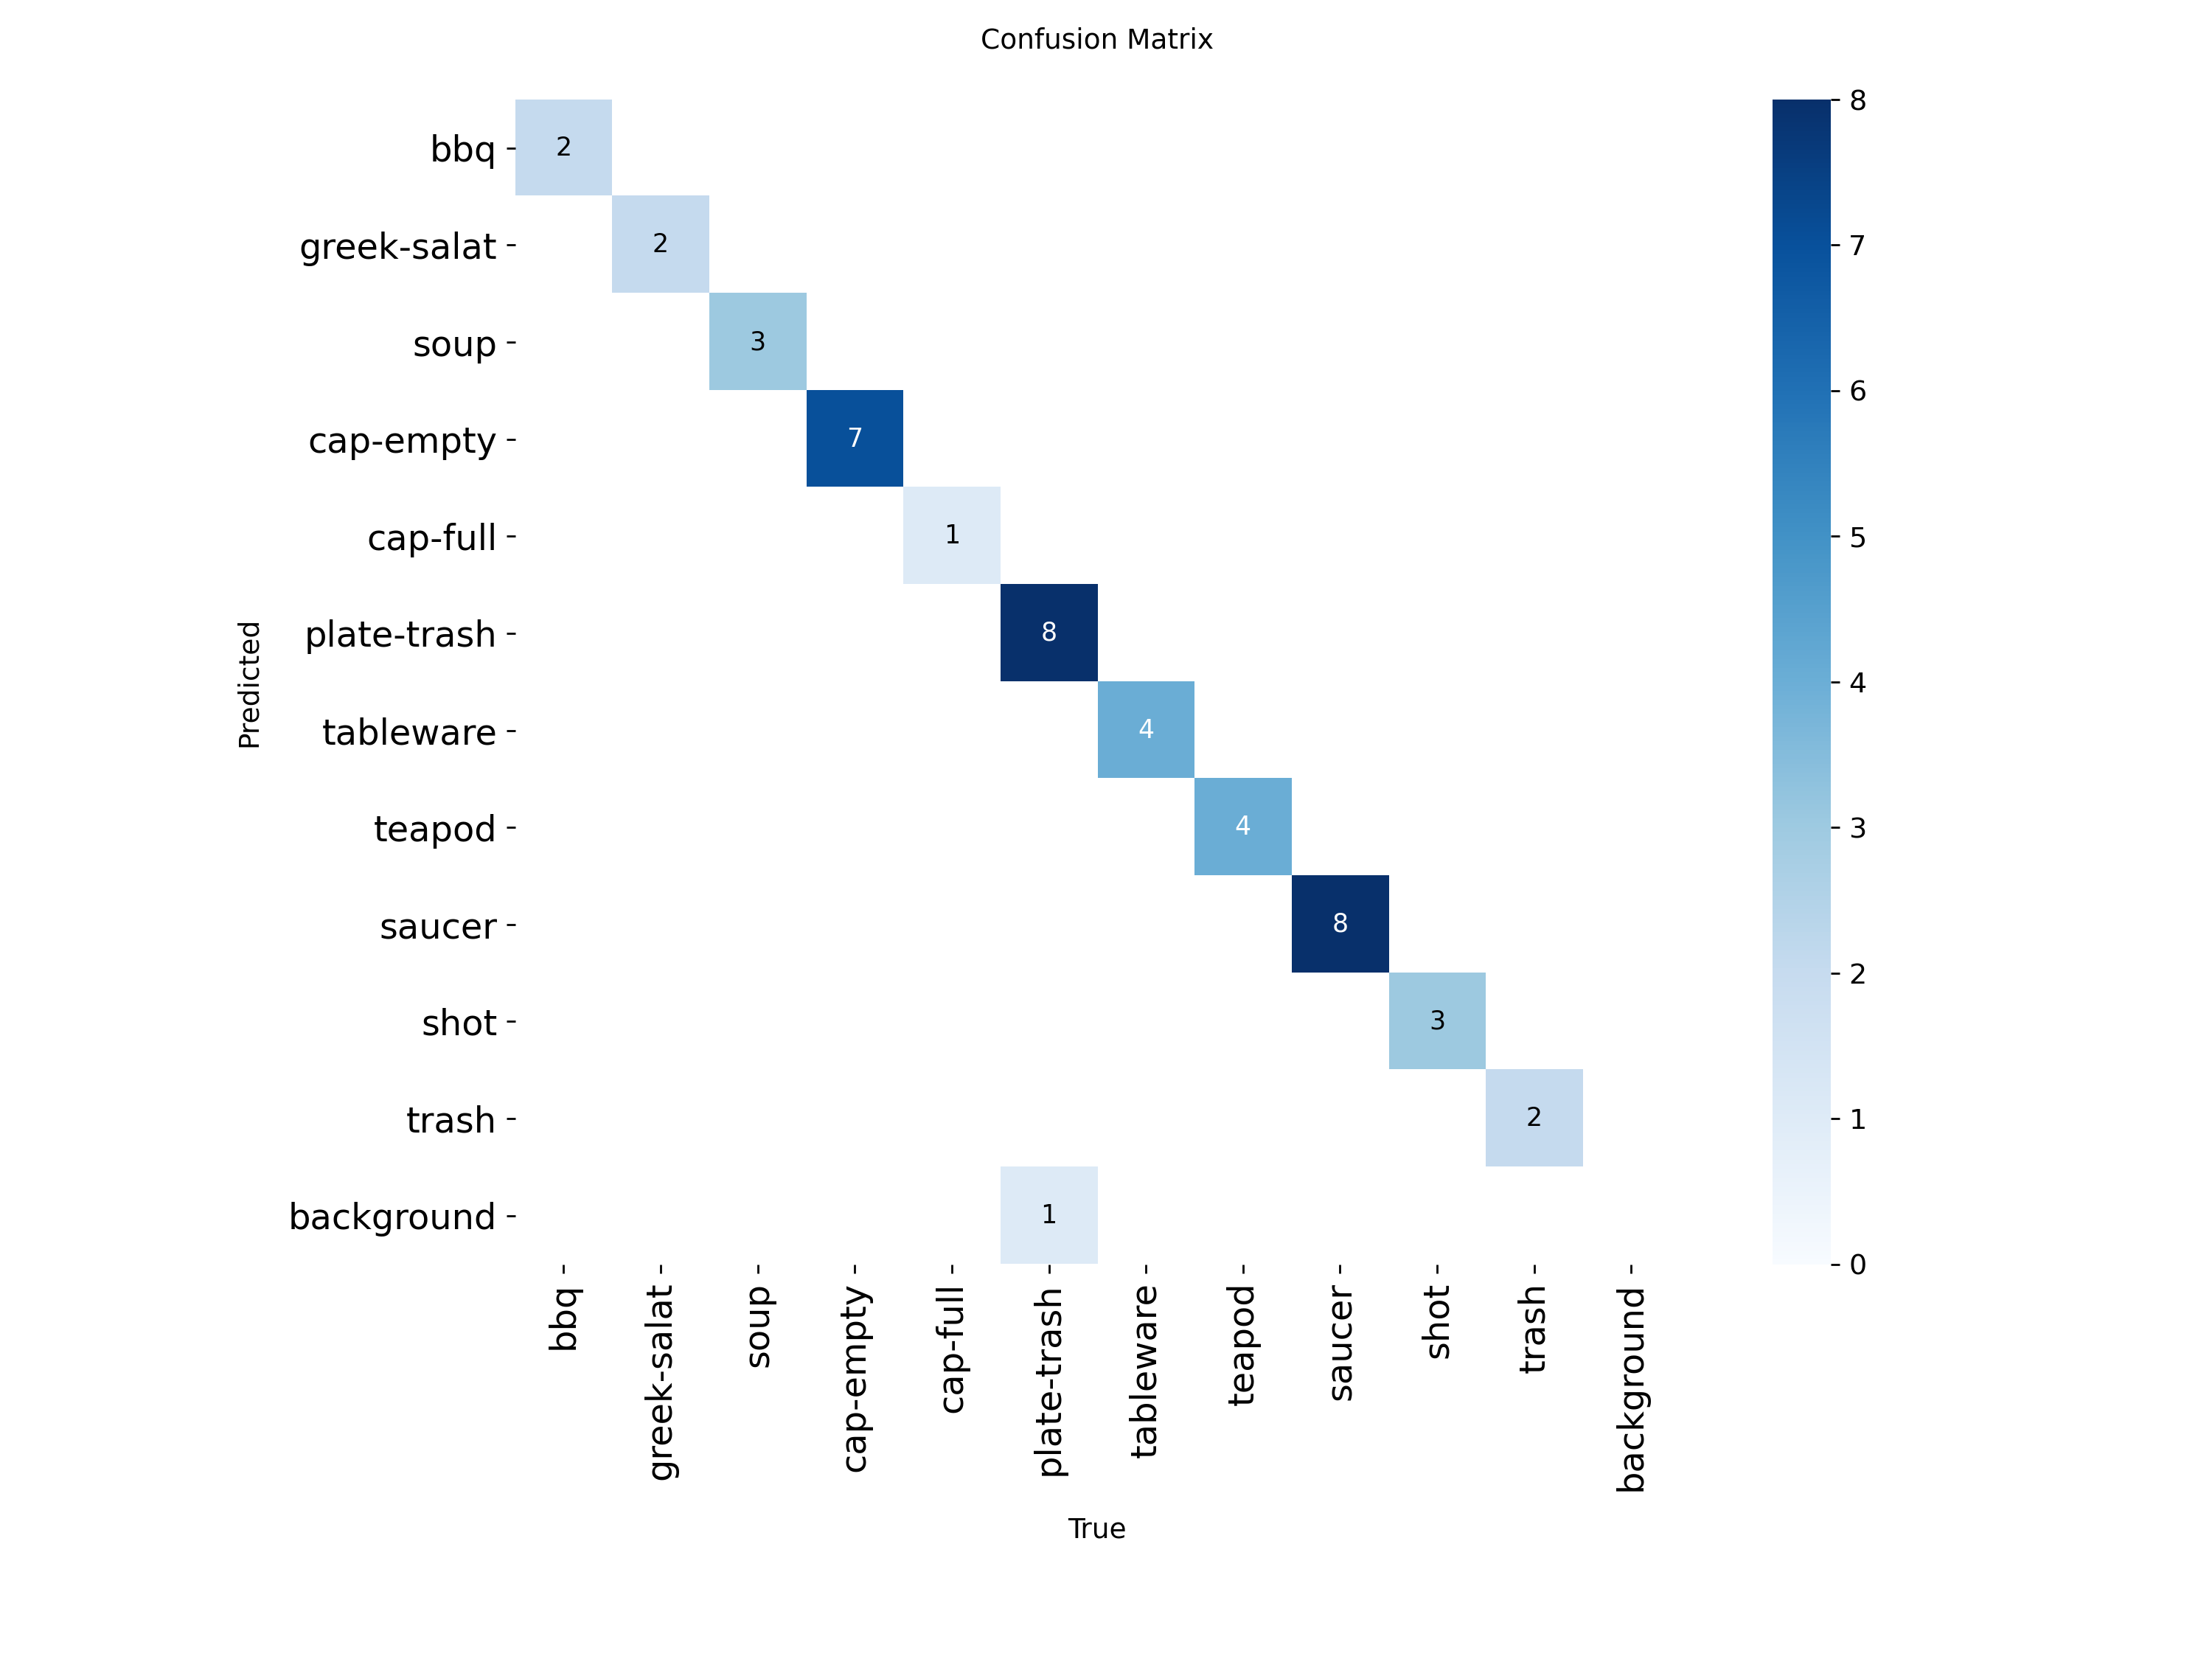 Confusion Matrix
bbq
greek-salat
soup
cap-empty
cap-full
plate-trash
tableware
teapod
saucer
shot
trash
background
Predicted
2
2
3
7
1
8
4
4
8
3
2
1
bbq
greek-salat
soup
cap-empty
cap-full
plate-trash
tableware
teapod
saucer
shot
trash
background
True
8
7
6
5
4
3
2
1
0